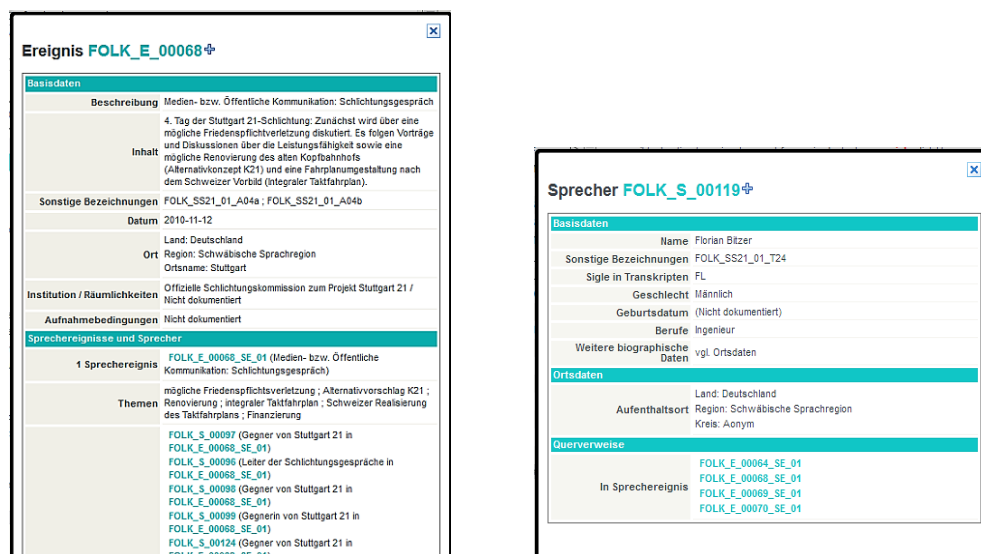 Ereignis FOLK_E_00068
Basisdaten
Beschreibung Medien- bzw. Öffentliche Kommunikation: Schlichtungsgespräch
Inhalt 4. Tag der Stuttgart 21-Schlichtung: Zunächst wird über eine
mögliche Friedenspflichtverletzung diskutiert. Es folgen Vorträge
und Diskussionen über die Leistungsfähigkeit sowie eine
mögliche Renovierung des alten Kopfbahnhofs
(Alternativkonzept K21) und eine Fahrplanumgestaltung nach
dem Schweizer Vorbild (Integraler Taktfahrplan).
Sonstige Bezeichnungen FOLK_SS21_01_A04a ; FOLK_SS21_01_A04b
Datum 2010-11-12
Ort Land: Deutschland
Region: Schwäbische Sprachregion
Ortsname: Stuttgart
Institution / Räumlichkeiten Offizielle Schlichtungskommission zum Projekt Stuttgart 21 /
Nicht dokumentiert
Aufnahmebedingungen Nicht dokumentiert
Sprechereignisse und Sprecher
1 Sprechereignis FOLK_E_00068_SE_01 (Medien- bzw. Öffentliche
Kommunikation: Schlichtungsgespräch)
Themen mögliche Friedenspflichtsverletzung ; Alternativvorschlag K21 ;
Renovierung ; integraler Taktfahrplan ; Schweizer Realisierung
des Taktfahrplans ; Finanzierung
FOLK_S_00097 (Gegner von Stuttgart 21 in
FOLK_E_00068_SE_01)
FOLK_S_00096 (Leiter der Schlichtungsgespräche in
FOLK_E_00068_SE_01)
FOLK_S_00098 (Gegner von Stuttgart 21 in
FOLK_E_00068_SE_01)
FOLK_S_00099 (Gegnerin von Stuttgart 21 in
FOLK_E_00068_SE_01)
FOLK_S_00124 (Gegner von Stuttgart 21 in
Sprecher FOLK_S_00119
Basisdaten
Name Florian Bitzer
Sonstige Bezeichnungen FOLK_SS21_01_T24
Sigle in Transkripten FL
Geschlecht Männlich
Geburtsdatum (Nicht dokumentiert)
Berufe Ingenieur
Weitere biographische
Daten vgl. Ortsdaten
Ortsdaten
Aufenthaltsort Land: Deutschland
Region: Schwäbische Sprachregion
Kreis: Aonym
Querverweise
In Sprechereignis FOLK_E_00064_SE_01
FOLK_E_00068_SE_01
FOLK_E_00069_SE_01
FOLK_E_00070_SE_01